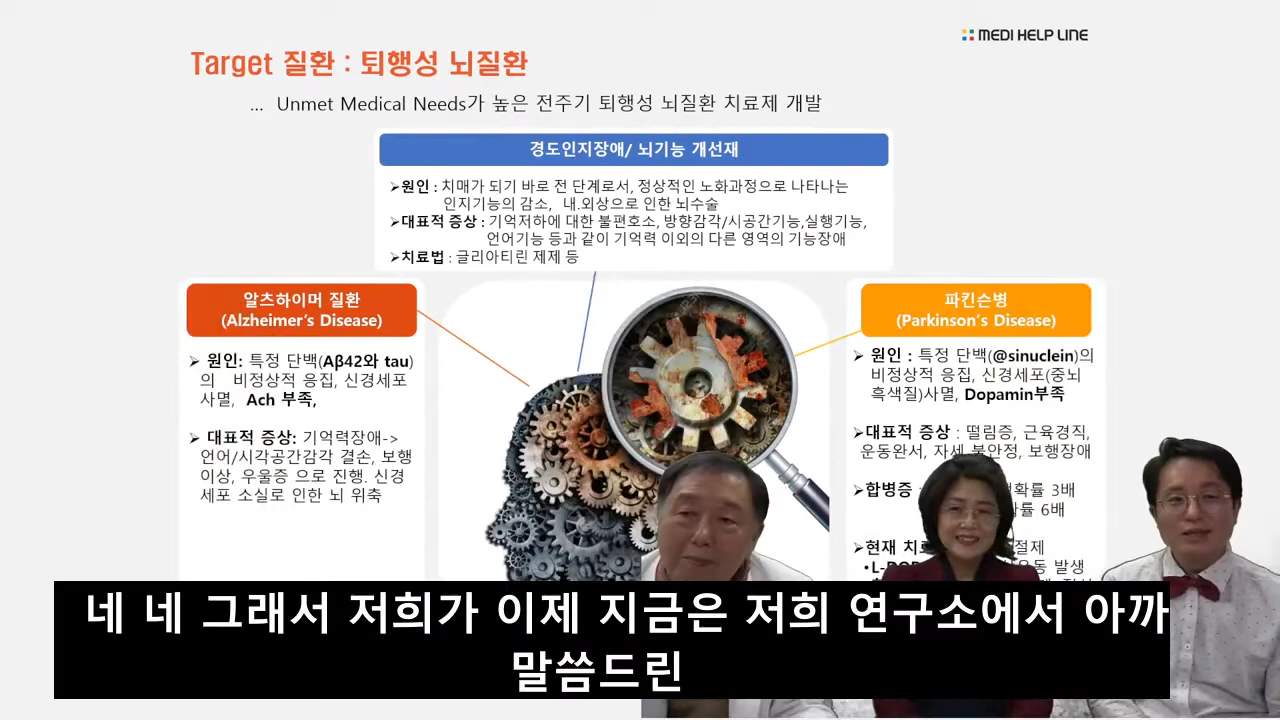 MEDI HELP LINE
Target 질환 : 퇴행성 뇌질환
... Unmet Medical Needs가 높은 전주기 퇴행성 뇌질환 치료제 개발
경도인지장애/ 뇌기능 개선재
➢원인 : 치매가 되기 바로 전 단계로서, 정상적인 노화과정으로 나타나는
인지기능의 감소, 내.외상으로 인한 뇌수술
➢대표적 증상 : 기억저하에 대한 불편호소, 방향감각/시공간기능,실행기능,
언어기능 등과 같이 기억력 이외의 다른 영역의 기능장애
➢치료법 : 글리아티린 제제 등
알츠하이머 질환
(Alzheimer's Disease)
➢ 원인: 특정 단백(Aβ42와 tau)
의 비정상적 응집, 신경세포
사멸, Ach 부족,
➢ 대표적 증상: 기억력장애->
언어/시각공간감각 결손, 보행
이상, 우울증 으로 진행. 신경
세포 소실로 인한 뇌 위축
파킨슨병
(Parkinson's Disease)
➢ 원인 : 특정 단백(@sinuclein)의
비정상적 응집, 신경세포(중뇌
흑색질)사멸, Dopamin부족
➢대표적 증상 : 떨림증, 근육경직,
운동완서, 자세 불안정, 보행장애
➢합병증 3배
6배
➢현재 절제
발생
네 네 그래서 저희가 이제 지금은 저희 연구소에서 아까
말씀드린